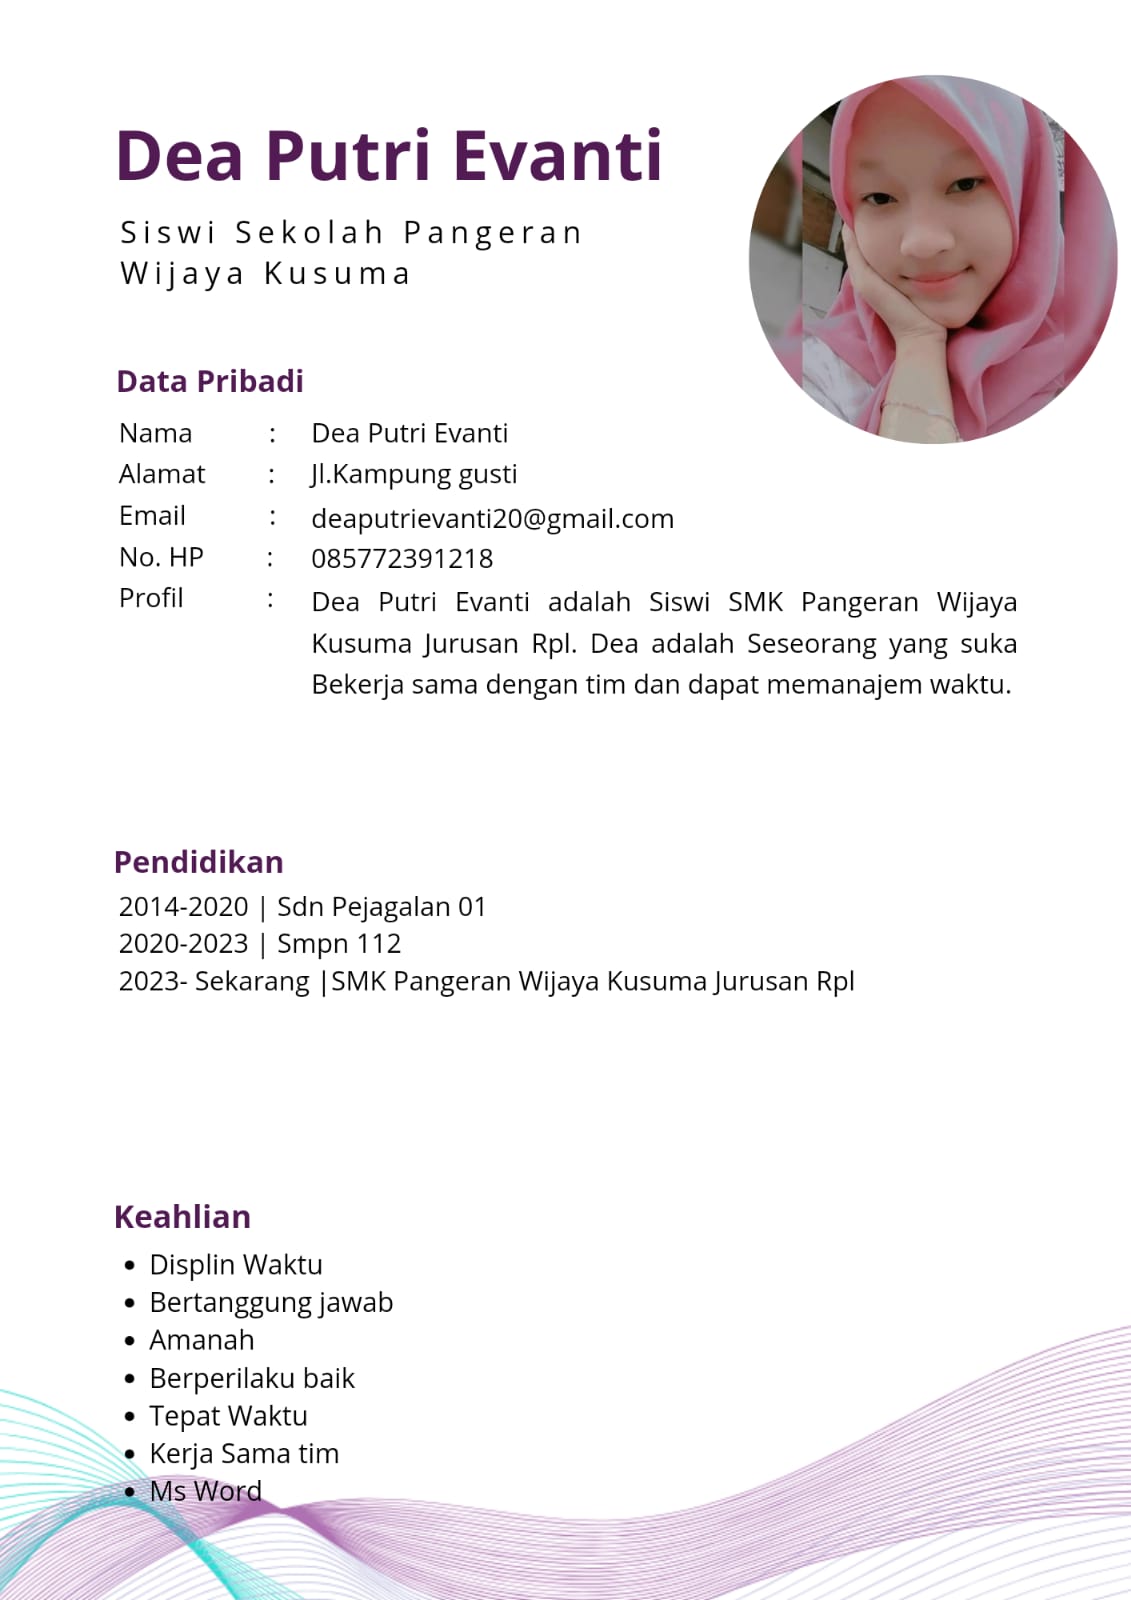 Dea Putri Evanti
Siswi Sekolah Pangeran
Wijaya Kusuma
Data Pribadi
Nama : Dea Putri Evanti
Alamat : Jl.Kampung gusti
Email : deaputrievanti20@gmail.com
No. HP : 085772391218
Profil : Dea Putri Evanti adalah Siswi SMK Pangeran Wijaya
Kusuma Jurusan Rpl. Dea adalah Seseorang yang suka
Bekerja sama dengan tim dan dapat memanajem waktu.
Pendidikan
2014-2020 | Sdn Pejagalan 01
2020-2023 | Smpn 112
2023- Sekarang |SMK Pangeran Wijaya Kusuma Jurusan Rpl
Keahlian
• Displin Waktu
• Bertanggung jawab
• Amanah
• Berperilaku baik
• Tepat Waktu
• Kerja Sama tim
• Ms Word